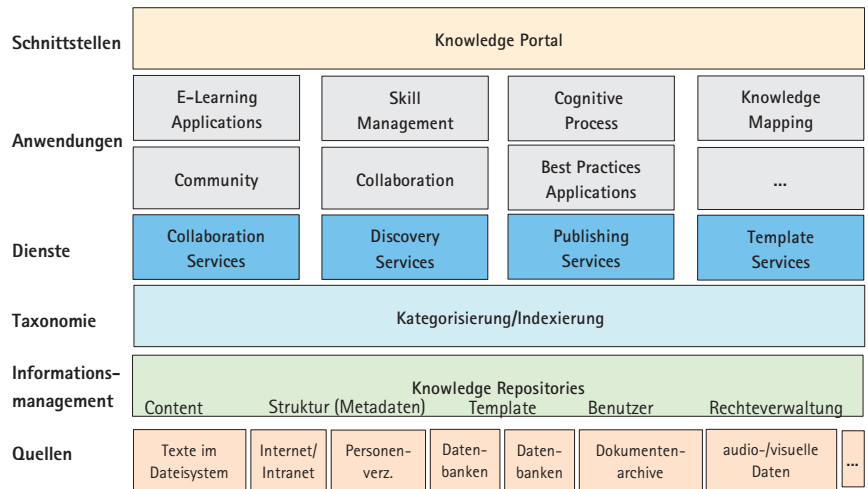 Schnittstellen
Knowledge Portal
Anwendungen
E-Learning
Applications
Skill
Management
Cognitive
Process
Knowledge
Mapping
Community
Collaboration
Best Practices
Applications
...
Dienste
Collaboration
Services
Discovery
Services
Publishing
Services
Template
Services
Taxonomie
Kategorisierung/Indexierung
Informations-
management
Knowledge Repositories
Content
Struktur (Metadaten)
Template
Benutzer
Rechteverwaltung
Quellen
Texte im
Dateisystem
Internet/
Intranet
Personen-
verz.
Daten-
banken
Daten-
banken
Dokumenten-
archive
audio-/visuelle
Daten
...